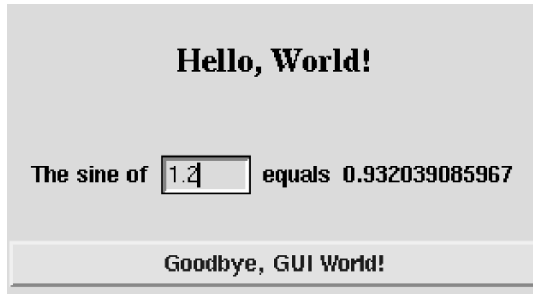 Hello, World!
The sine of 1.2 equals 0.932039085967
Goodbye, GUI World!